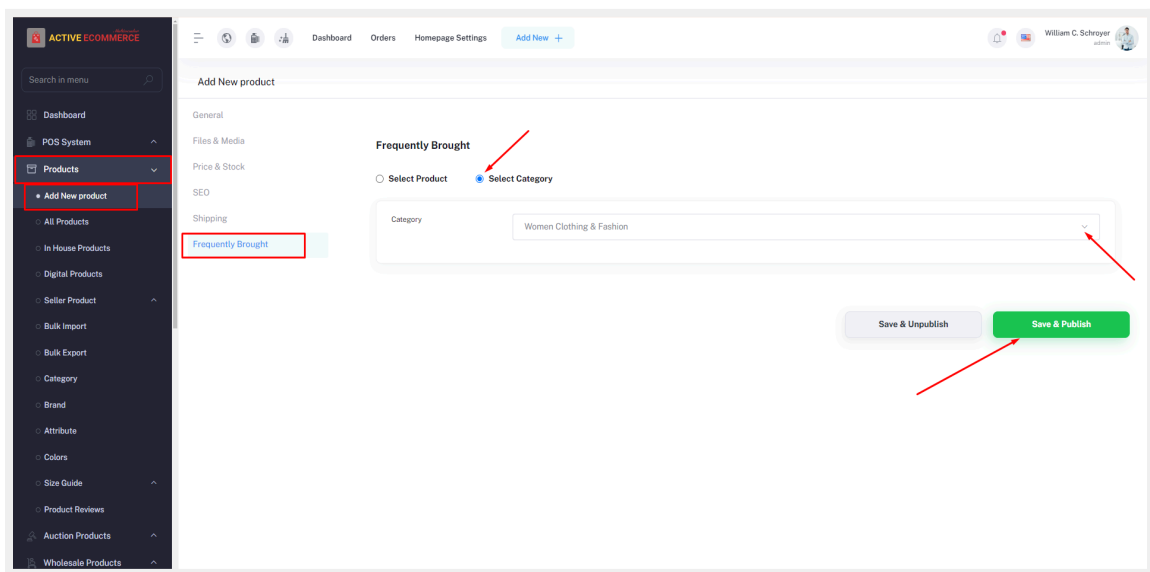 ACTIVE ECOMMERCE
Dashboard
Orders
Homepage Settings
Add New +
William C. Schroyer
admin
Search in menu
Dashboard
POS System
Products
Add New product
All Products
In House Products
Digital Products
Seller Product
Bulk Import
Bulk Export
Category
Brand
Attribute
Colors
Size Guide
Product Reviews
Auction Products
Wholesale Products
Add New product
General
Files & Media
Price & Stock
SEO
Shipping
Frequently Brought
Frequently Brought
Select Product
Select Category
Category
Women Clothing & Fashion
Save & Unpublish
Save & Publish